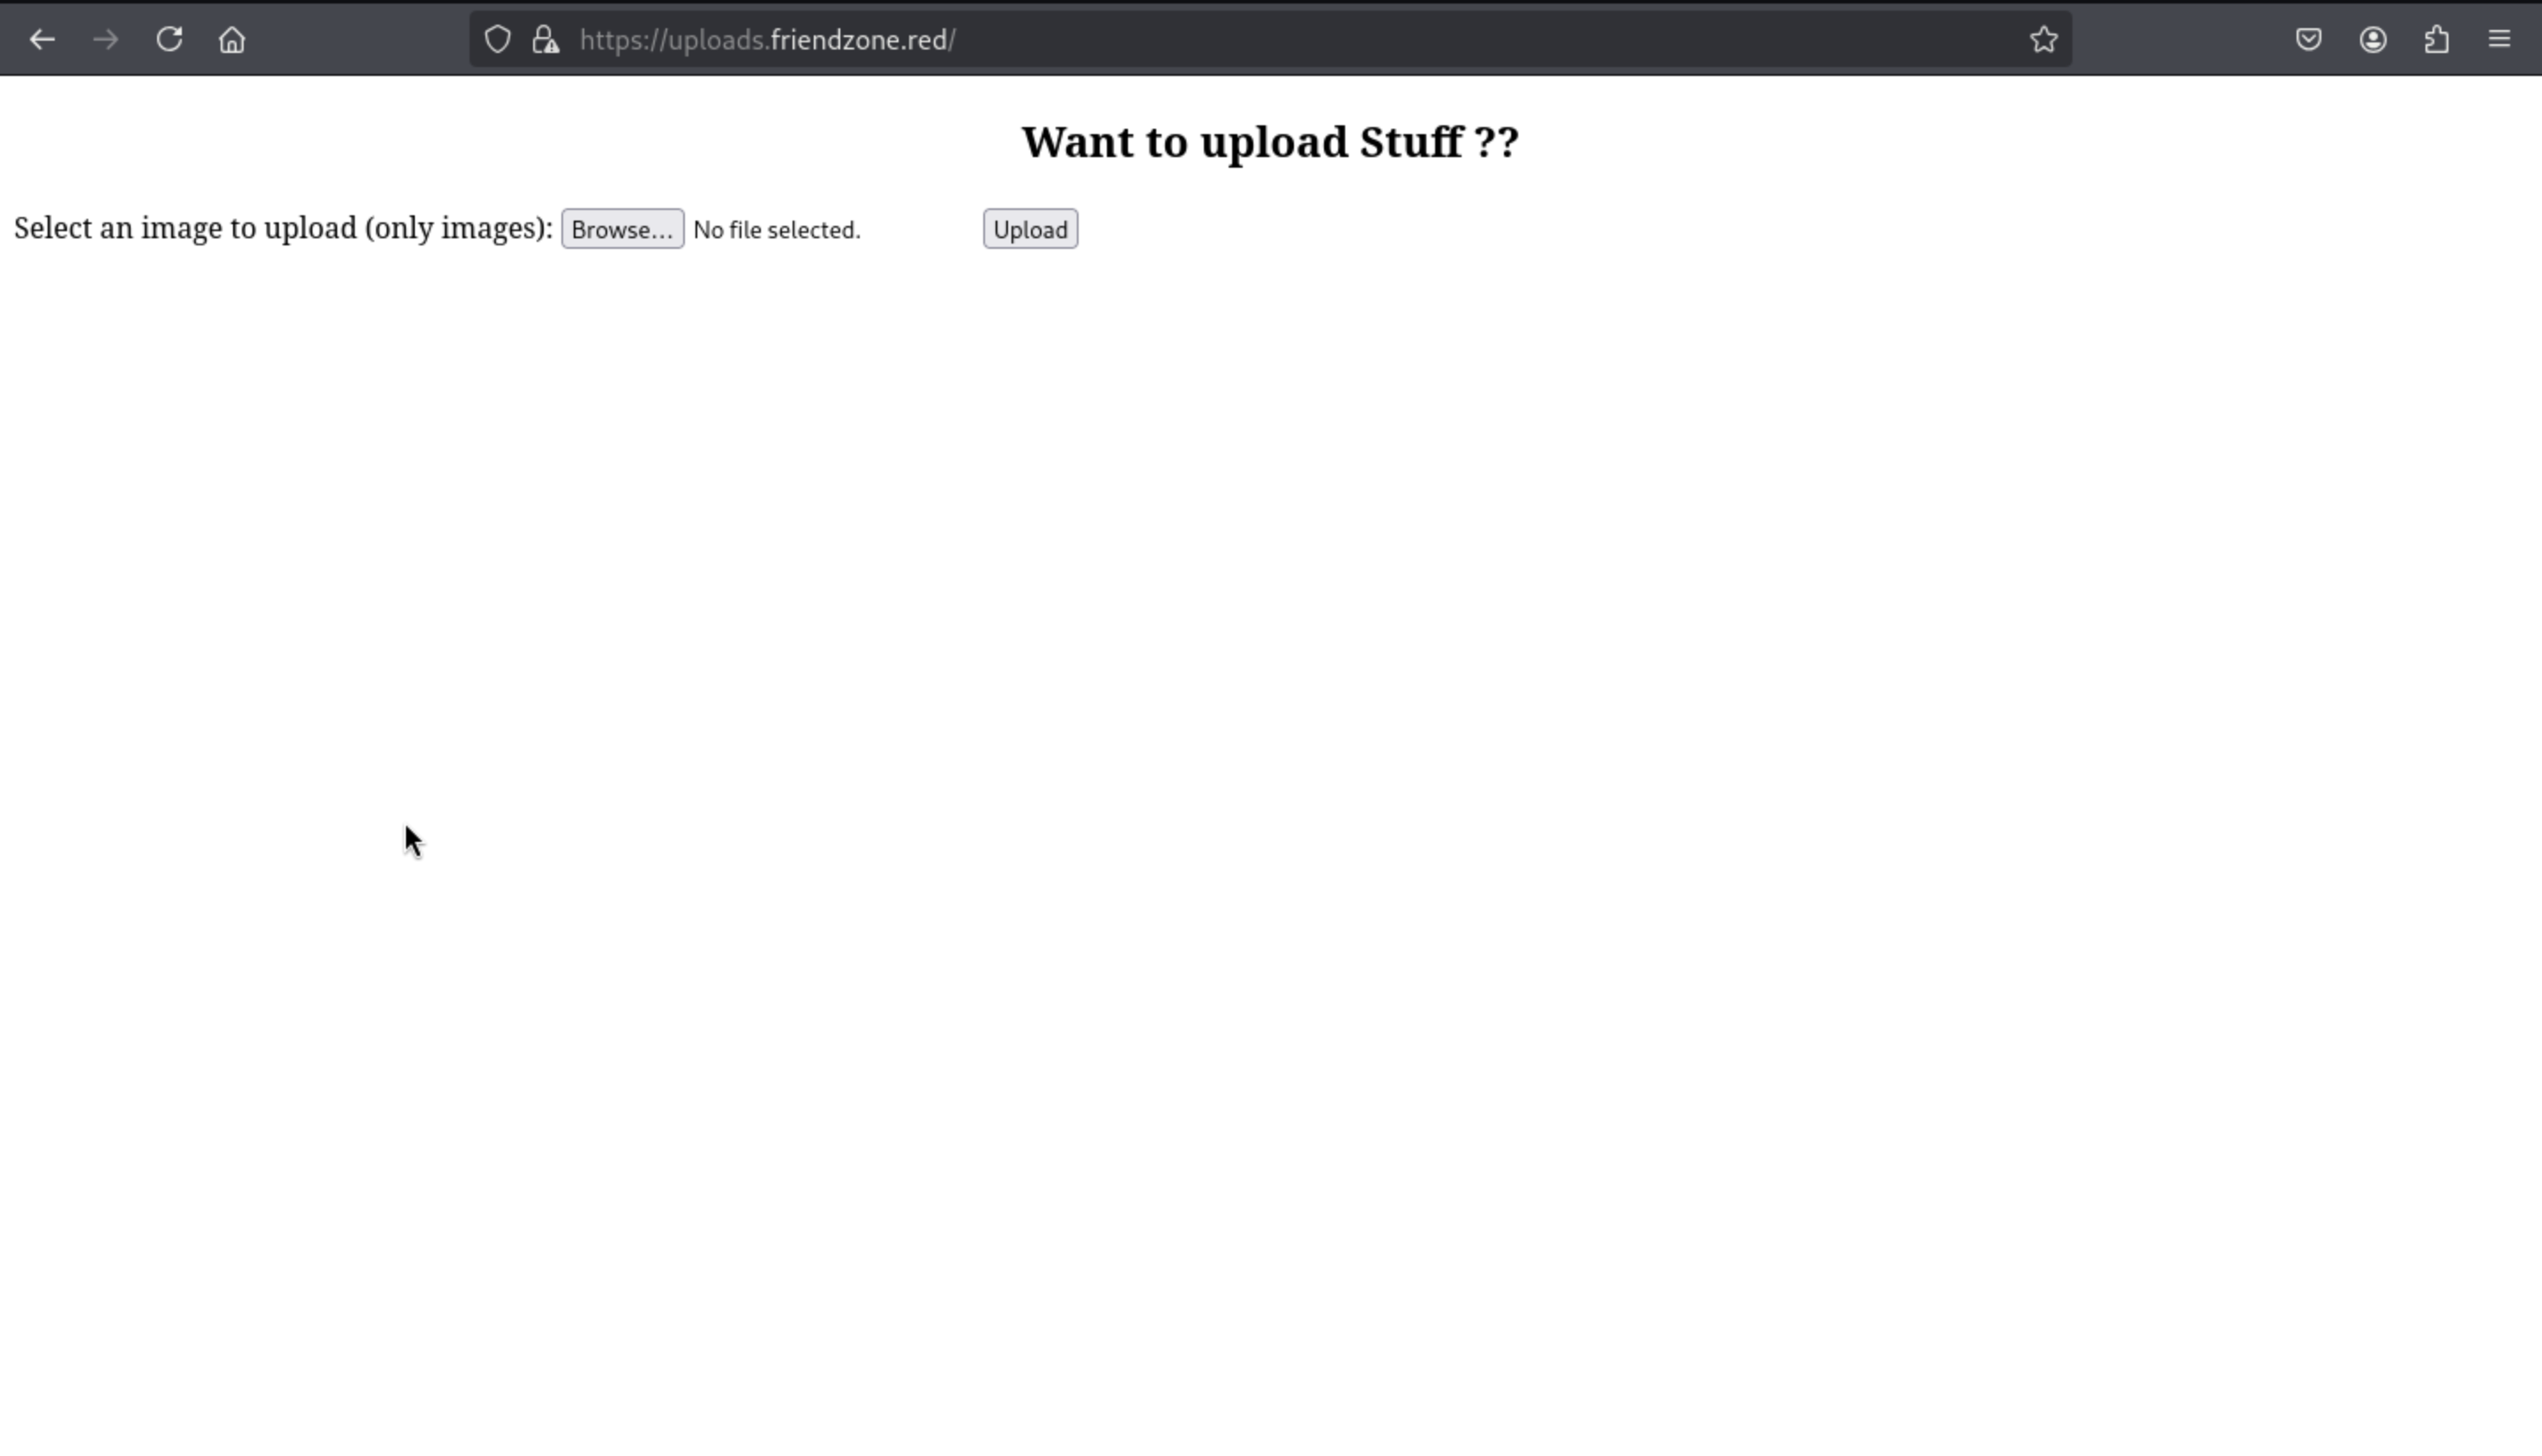 https://uploads.friendzone.red/
Want to upload Stuff ??
Select an image to upload (only images): Browse... No file selected. Upload